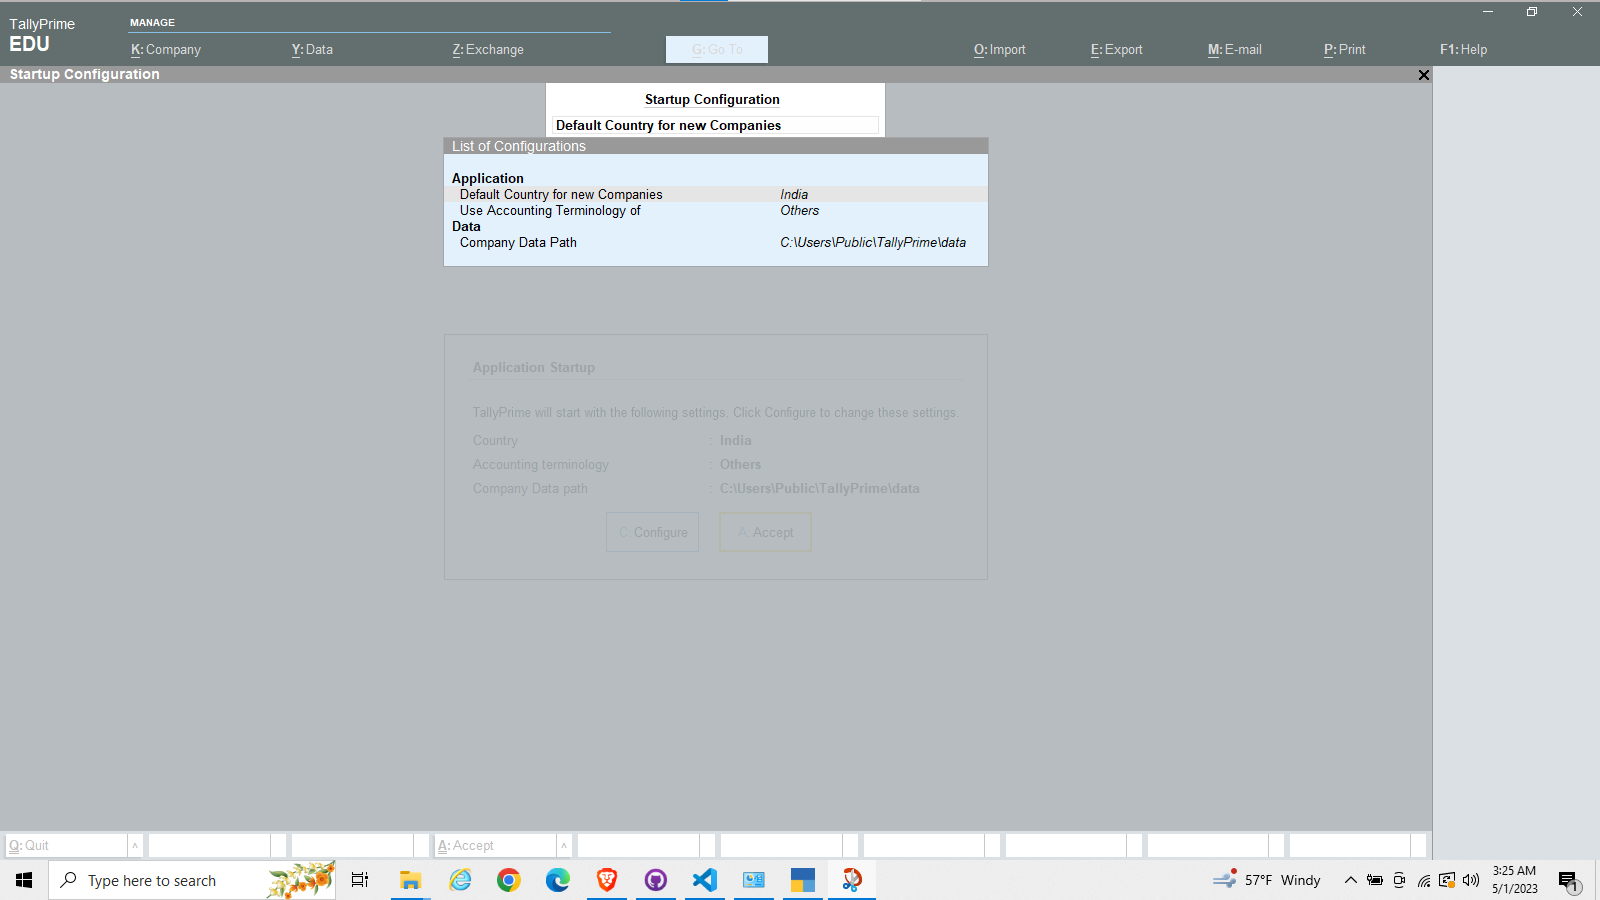 TallyPrime
EDU
MANAGE
K: Company
Y: Data
Z: Exchange
G: Go To
O: Import
E: Export
M: E-mail
P: Print
F1: Help
Startup Configuration
Startup Configuration
Default Country for new Companies
List of Configurations
Application
Default Country for new Companies India
Use Accounting Terminology of Others
Data
Company Data Path C:\Users\Public\TallyPrime\data
Application Startup
TallyPrime will start with the following settings. Click Configure to change these settings.
Country : India
Accounting terminology : Others
Company Data path : C:\Users\Public\TallyPrime\data
C: Configure
A: Accept
Q: Quit
A: Accept
Type here to search
57°F Windy
3:25 AM
5/1/2023
1